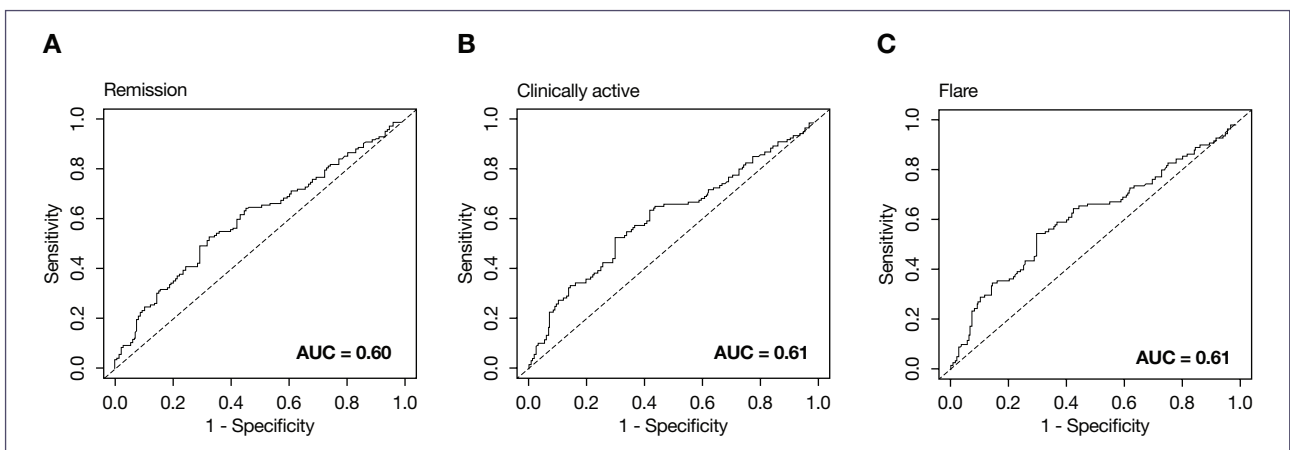 A
Remission
1.0
0.8
0.6
0.4
0.2
0.0
Sensitivity
AUC = 0.60
0.0 0.2 0.4 0.6 0.8 1.0
1 - Specificity
B
Clinically active
1.0
0.8
0.6
0.4
0.2
0.0
Sensitivity
AUC = 0.61
0.0 0.2 0.4 0.6 0.8 1.0
1 - Specificity
C
Flare
1.0
0.8
0.6
0.4
0.2
0.0
Sensitivity
AUC = 0.61
0.0 0.2 0.4 0.6 0.8 1.0
1 - Specificity